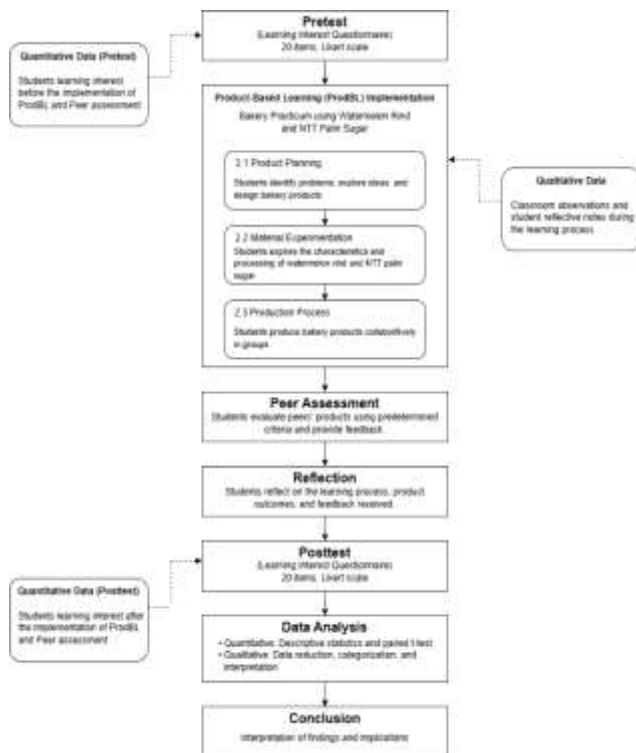 Pretest
(Learning Interest Questionnaire)
20 items, Likert scale
Quantitative Data (Pretest)
Students learning interest
before the implementation of
ProdBL and Peer assessment
Product-Based Learning (ProdBL) Implementation
Bakery Practicum using Watermelon Rind
and NTT Palm Sugar
2.1 Product Planning
Students identify problems, explore ideas and
design bakery products
2.2 Material Experimentation
Students explore the characteristics and
processing of watermelon rind and NTT palm
sugar
2.3 Production Process
Students produce bakery products collaboritively
in groups.
Qualitative Data
Classroom observations and
student reflective notes during
the learning process
Peer Assessment
Students evaluate peers' products using predetermined
criteria and provide feedback.
Reflection
Students reflect on the learning process, product
outcomes, and feedback received.
Posttest
(Learning Interest Questionnaire)
20 items, Likert scale
Quantitative Data (Posttest)
Students learning interest after
the implementation of ProdBL
and Peer assessment
Data Analysis
• Quantitative: Descriptive statistics and paired t-test
• Qualitative: Data reduction, categorization, and
interpretation
Conclusion
Interpretation of findings and implications